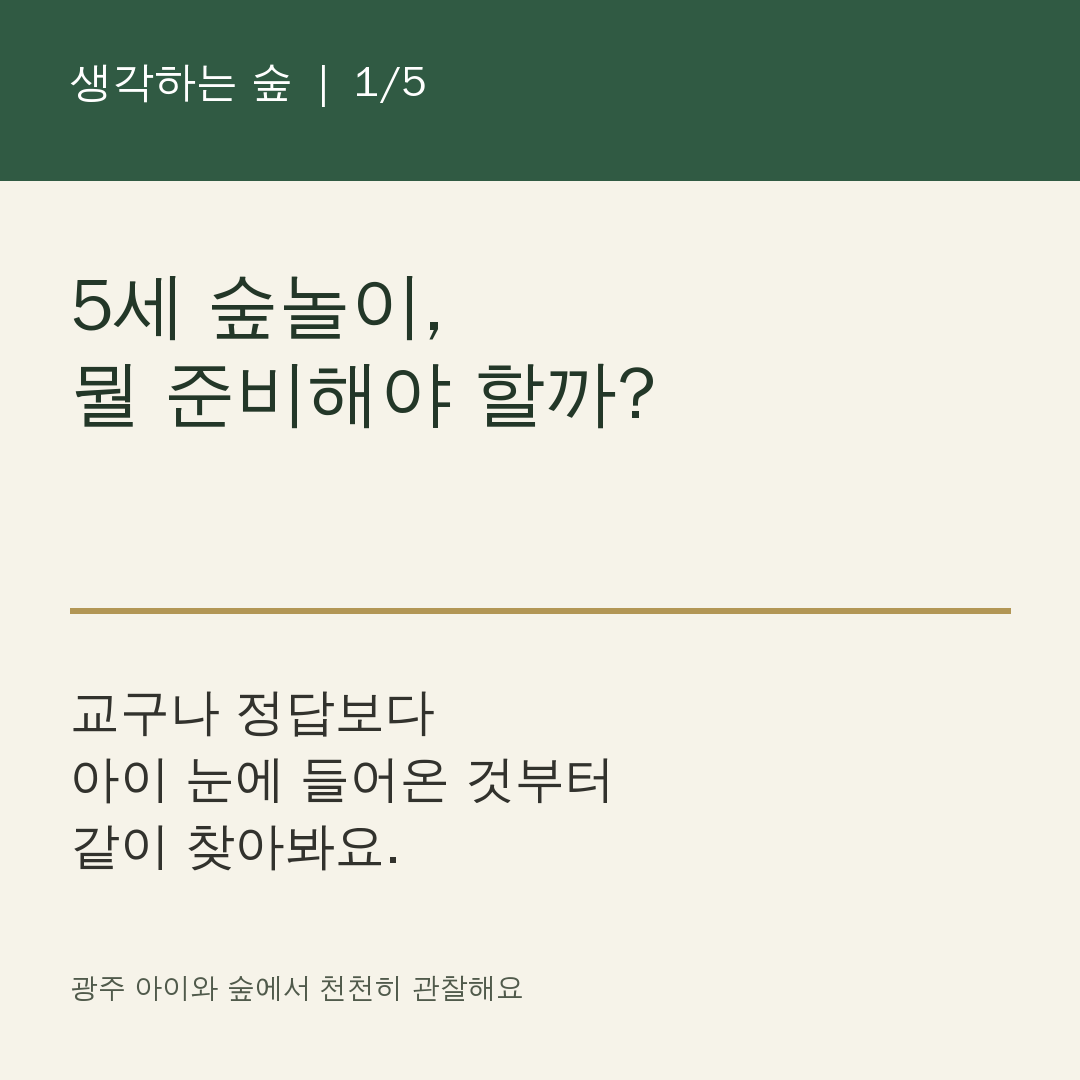 생각하는 숲 | 1/5
5세 숲놀이,
뭘 준비해야 할까?
교구나 정답보다
아이 눈에 들어온 것부터
같이 찾아봐요.
광주 아이와 숲에서 천천히 관찰해요